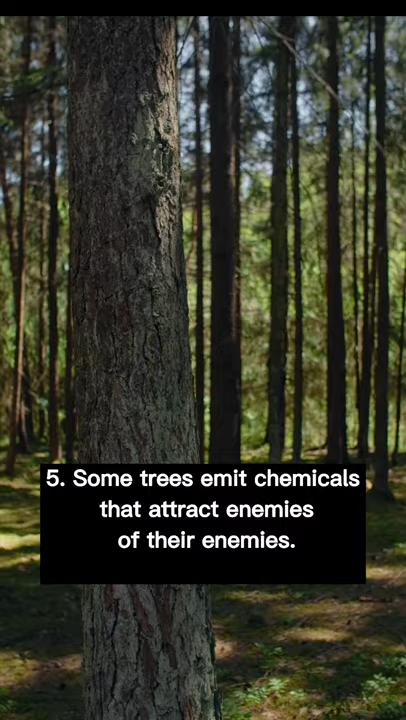 5. Some trees emit chemicals
that attract enemies
of their enemies.